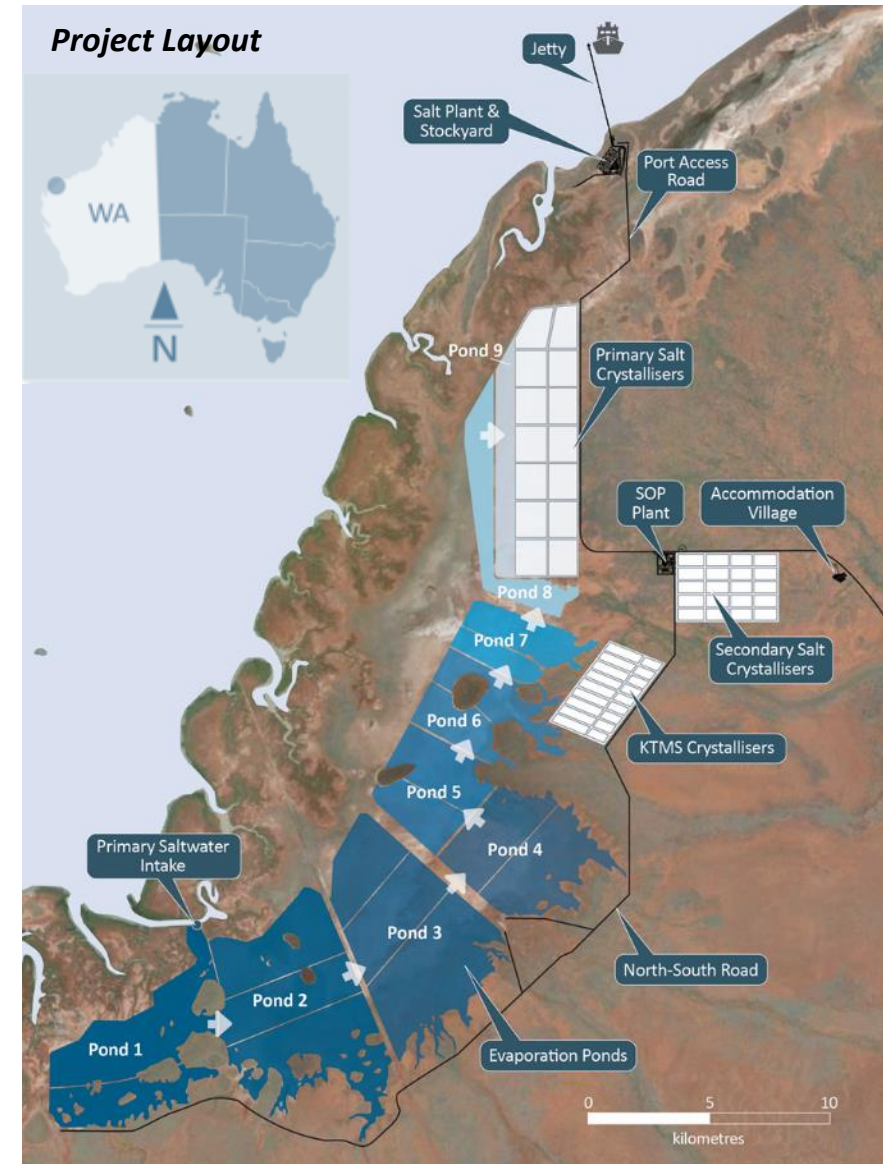 Project Layout
WA
N
Jetty
Salt Plant &
Stockyard
Port Access
Road
Pond 9
Primary Salt
Crystallisers
SOP
Plant
Accommodation
Village
Pond 8
Pond 7
Secondary Salt
Crystallisers
Pond 6
KTMS Crystallisers
Pond 5
Primary Saltwater
Intake
Pond 4
Pond 3
North-South Road
Pond 2
Pond 1
Evaporation Ponds
0 5 10
kilometres